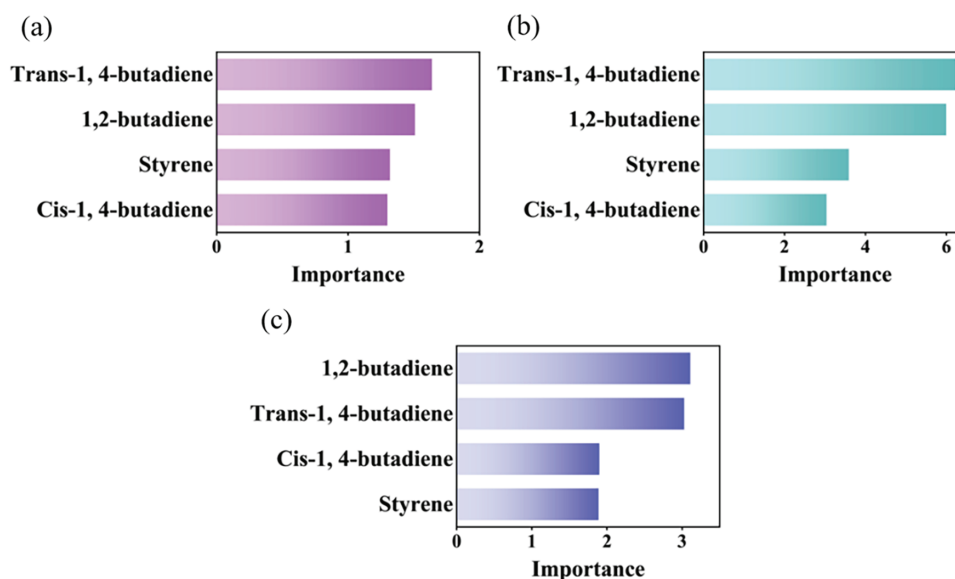 (a)
Trans-1, 4-butadiene
1,2-butadiene
Styrene
Cis-1, 4-butadiene
0 1 2
Importance
(b)
Trans-1, 4-butadiene
1,2-butadiene
Styrene
Cis-1, 4-butadiene
0 2 4 6
Importance
(c)
1,2-butadiene
Trans-1, 4-butadiene
Cis-1, 4-butadiene
Styrene
0 1 2 3
Importance